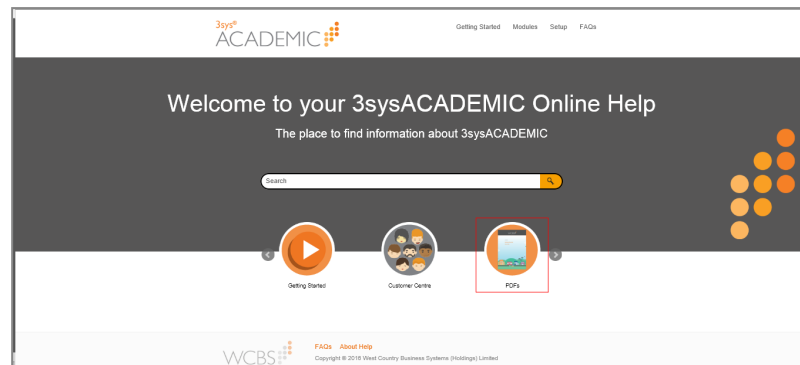 3sys®
ACADEMIC
Getting Started Modules Setup FAQs
Welcome to your 3sysACADEMIC Online Help
The place to find information about 3sysACADEMIC
Search
Getting Started Customer Centre PDFs
WCBS
FAQs About Help
Copyright © 2016 West Country Business Systems (Holdings) Limited